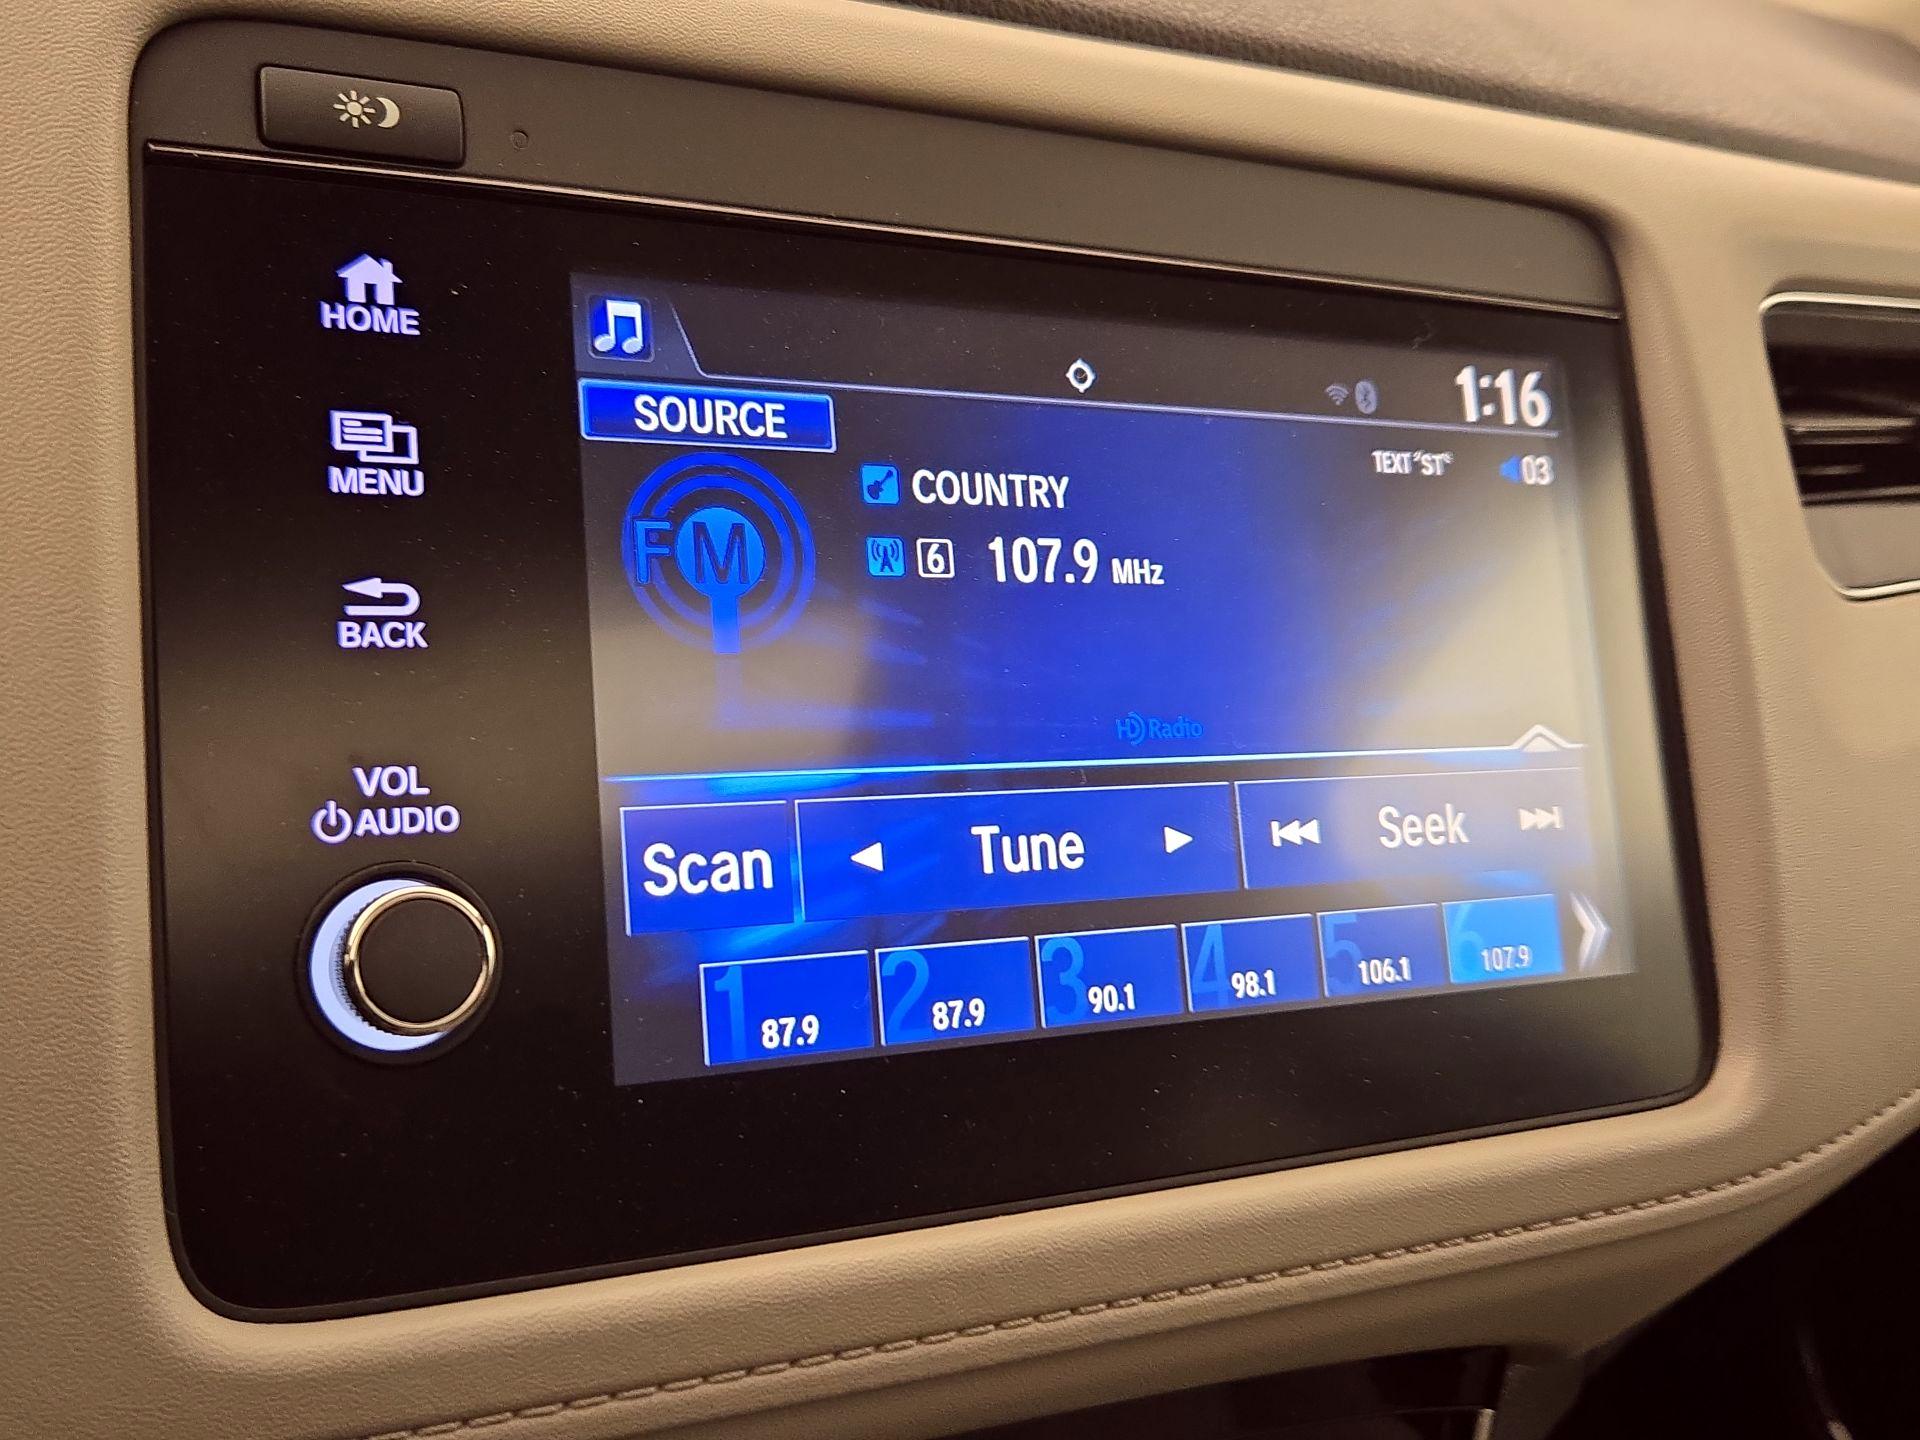 HOME
MENU
BACK
VOL
AUDIO
SOURCE
1:16
TEXT "ST"
03
FM
COUNTRY
6 107.9 MHz
HD Radio
Scan
Tune
Seek
1 87.9
2 87.9
3 90.1
4 98.1
5 106.1
6 107.9